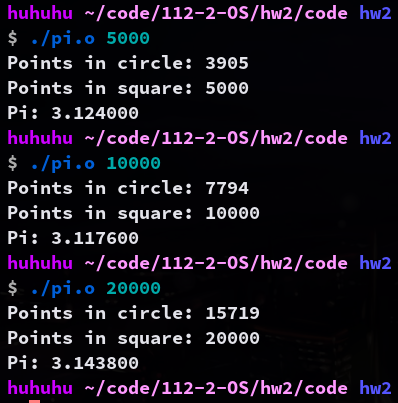 huhuhu ~/code/112-2-OS/hw2/code hw2
$ ./pi.o 5000
Points in circle: 3905
Points in square: 5000
Pi: 3.124000
huhuhu ~/code/112-2-OS/hw2/code hw2
$ ./pi.o 10000
Points in circle: 7794
Points in square: 10000
Pi: 3.117600
huhuhu ~/code/112-2-OS/hw2/code hw2
$ ./pi.o 20000
Points in circle: 15719
Points in square: 20000
Pi: 3.143800
huhuhu ~/code/112-2-OS/hw2/code hw2